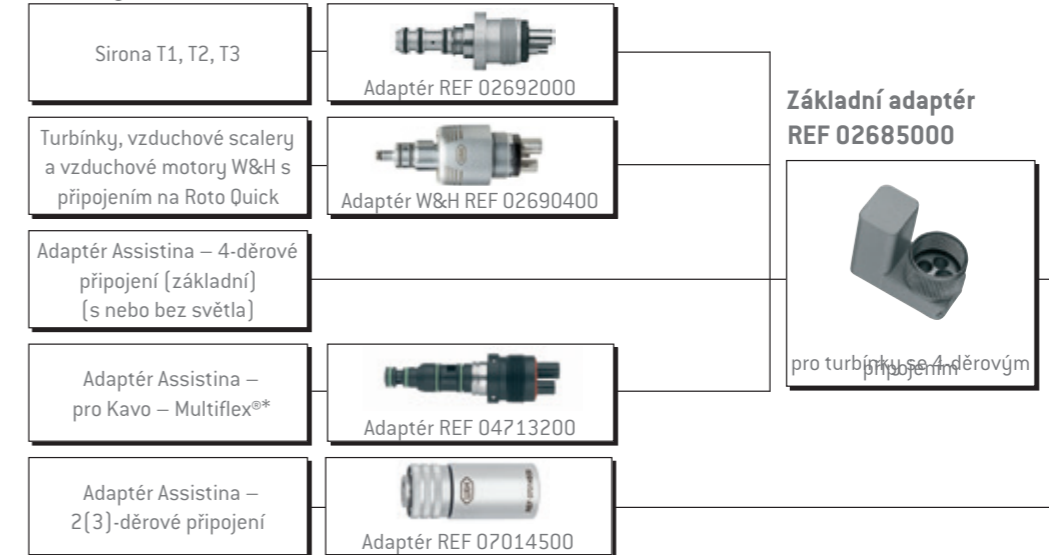 Sirona T1, T2, T3
Adaptér REF 02692000
Turbínky, vzduchové scalery
a vzduchové motory W&H s
připojením na Roto Quick
Adaptér W&H REF 02690400
Adaptér Assistina – 4-děrové
připojení (základní)
(s nebo bez světla)
Adaptér Assistina –
pro Kavo – Multiflex®*
Adaptér REF 04713200
Adaptér Assistina –
2(3)-děrové připojení
Adaptér REF 07014500
Základní adaptér
REF 02685000
pro turbínky se 4-děrovým
připojením